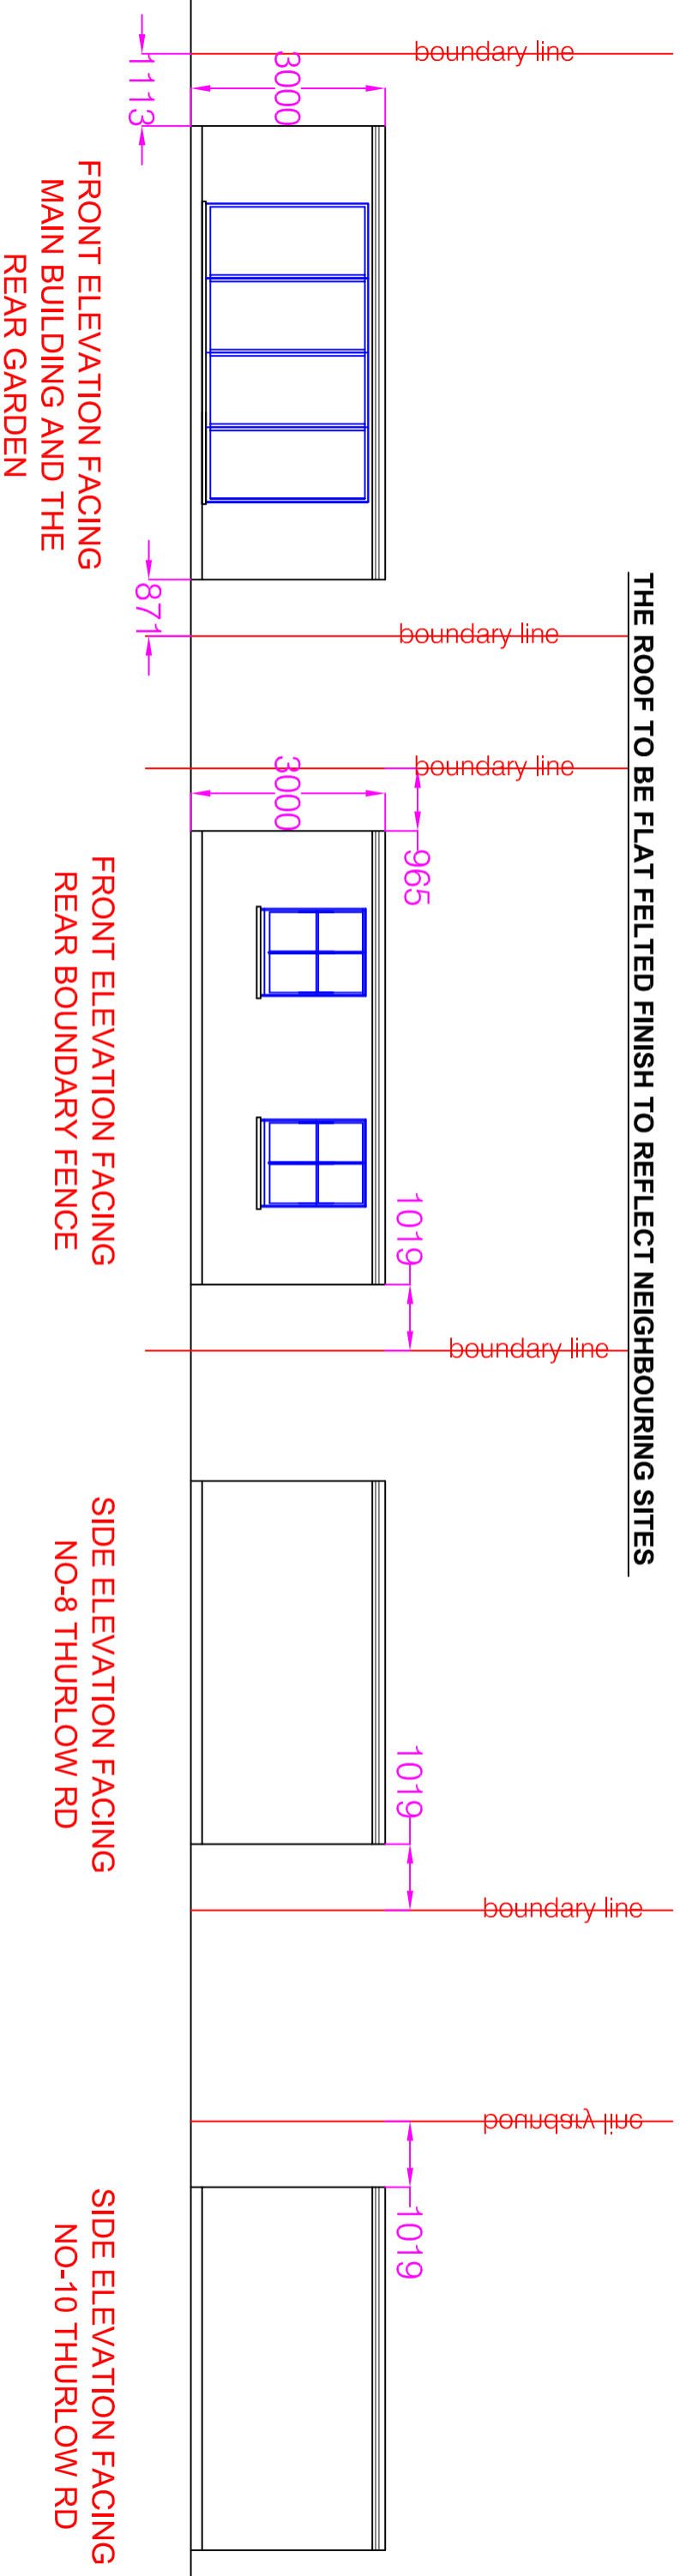 THE ROOF TO BE FLAT FELTED FINISH TO REFLECT NEIGHBOURING SITES
boundary line
3000
1113
871
boundary line
FRONT ELEVATION FACING
MAIN BUILDING AND THE
REAR GARDEN
boundary line
3000
965
1019
boundary line
FRONT ELEVATION FACING
REAR BOUNDARY FENCE
1019
boundary line
SIDE ELEVATION FACING
NO-8 THURLOW RD
boundary line
1019
SIDE ELEVATION FACING
NO-10 THURLOW RD